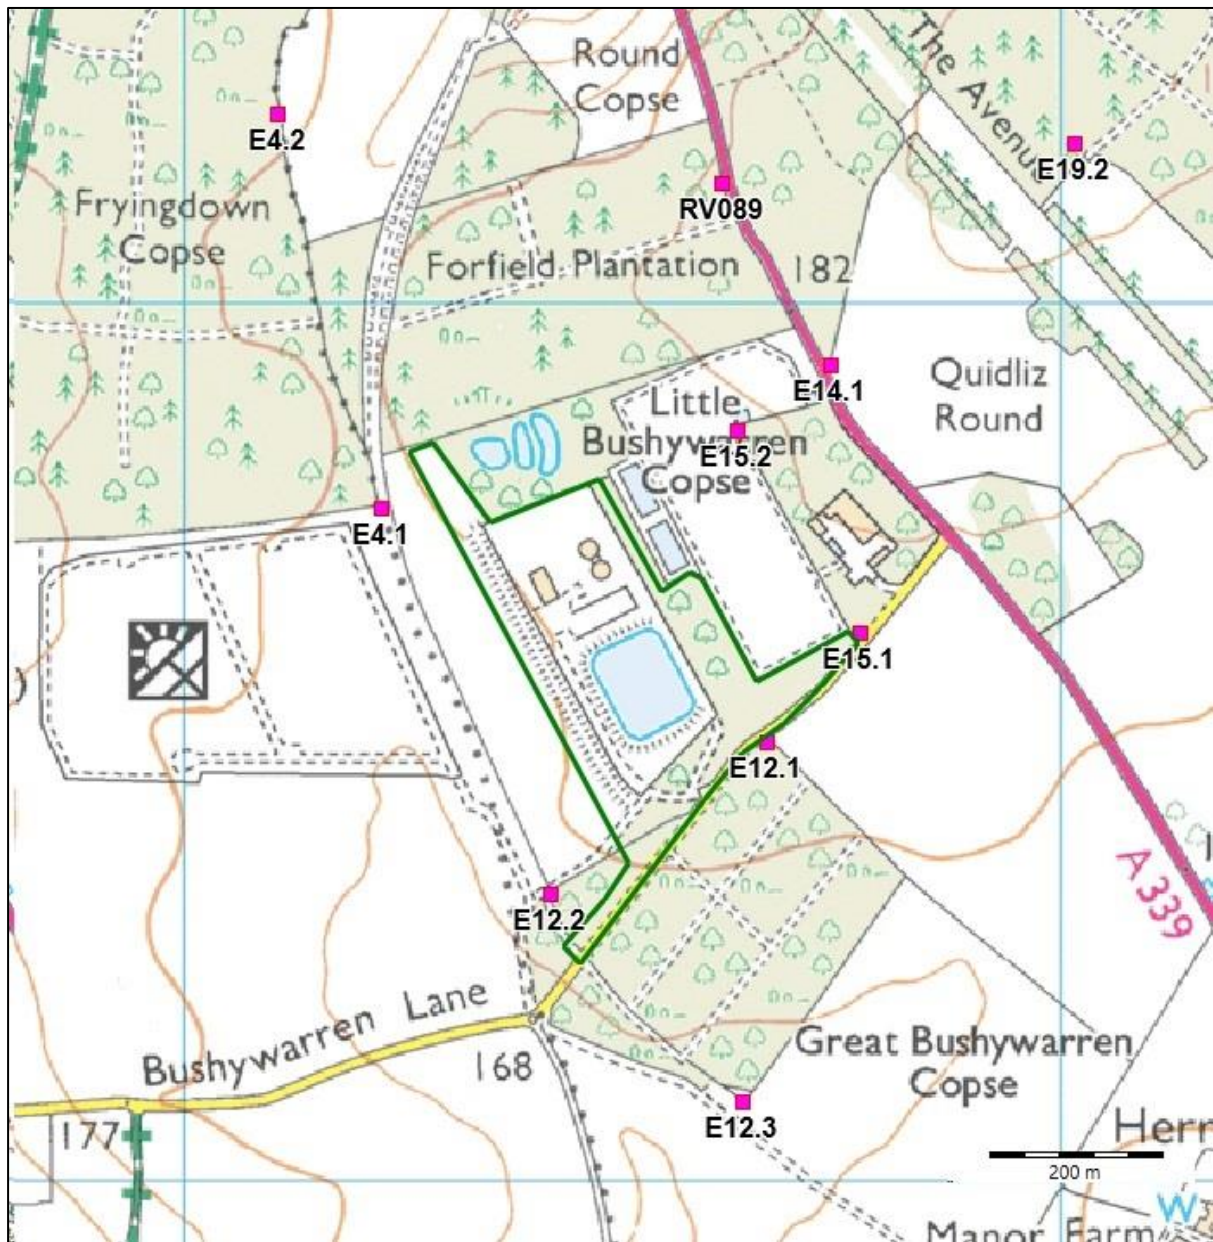 The Avenue
Round
Copse
E4.2
E19.2
RV089
Fryingdown
Copse
Forfield Plantation
182
E14.1
Quidliz
Round
Little
Bushywarren
Copse
E15.2
E4.1
E15.1
E12.1
A 339
E12.2
Bushywarren Lane
168
Great Bushywarren
Copse
E12.3
177
Herr
200 m
W
Manor Farm